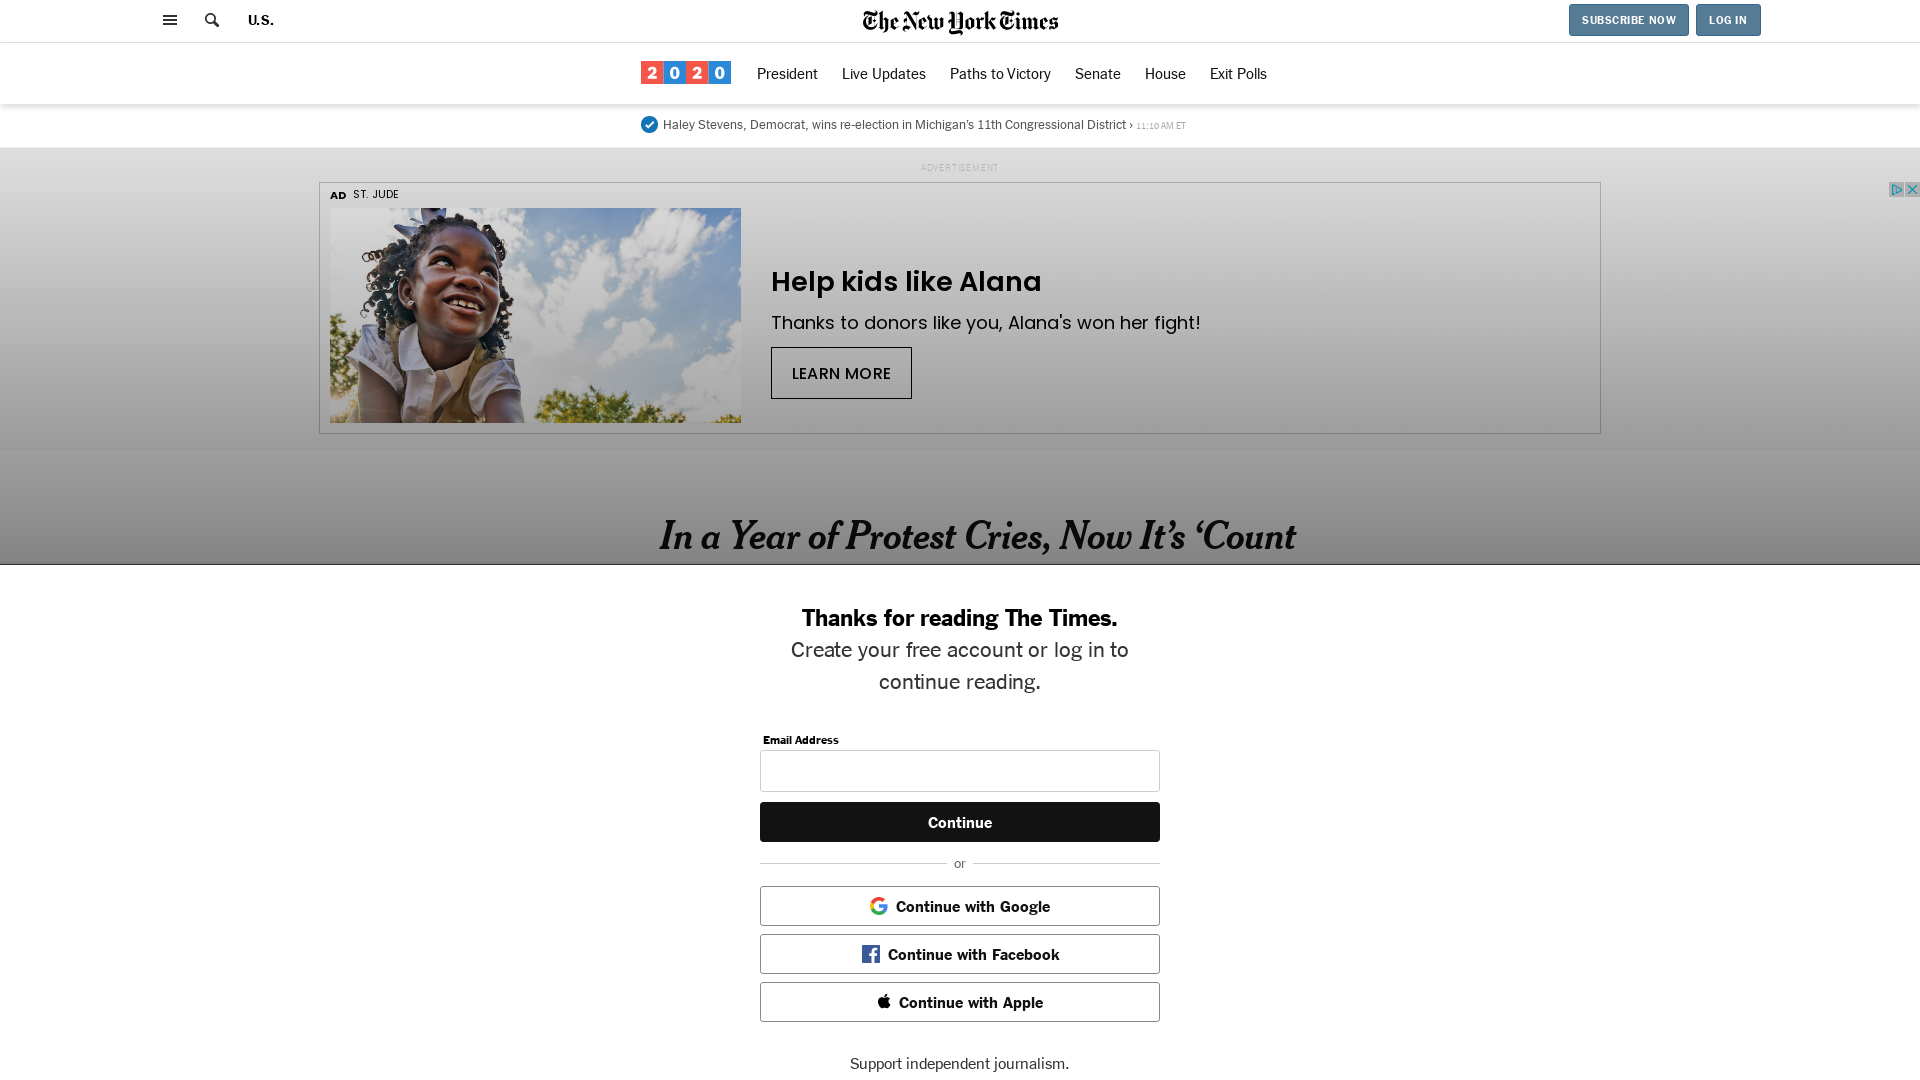 U.S.
The New York Times
SUBSCRIBE NOW
LOG IN
2020
President
Live Updates
Paths to Victory
Senate
House
Exit Polls
Haley Stevens, Democrat, wins re-election in Michigan’s 11th Congressional District › 11:10 AM ET
ADVERTISEMENT
AD ST. JUDE
Help kids like Alana
Thanks to donors like you, Alana's won her fight!
LEARN MORE
In a Year of Protest Cries, Now It’s ‘Count
Thanks for reading The Times.
Create your free account or log in to
continue reading.
Email Address
Continue
or
Continue with Google
Continue with Facebook
Continue with Apple
Support independent journalism.